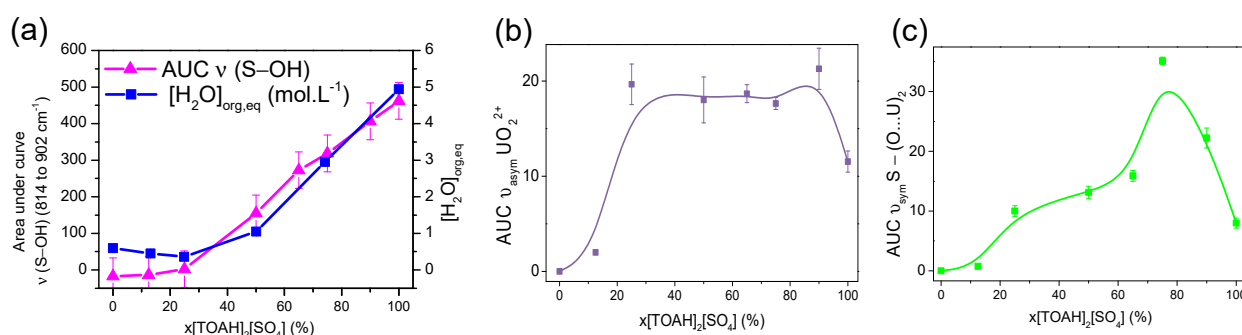 (a)
Area under curve
ν (S–OH) (814 to 902 cm⁻¹)
600
500
400
300
200
100
0
AUC ν (S–OH)
[H₂O]org,eq (mol.L⁻¹)
6
5
4
3
2
1
0
[H₂O]org,eq
0 20 40 60 80 100
x[TOAH]₂[SO₄] (%)
(b)
AUC υasym UO₂²⁺
20
10
0
0 20 40 60 80 100
x[TOAH]₂[SO₄] (%)
(c)
AUC υsym S – (O...U)₂
30
20
10
0
0 20 40 60 80 100
x[TOAH]₂[SO₄] (%)